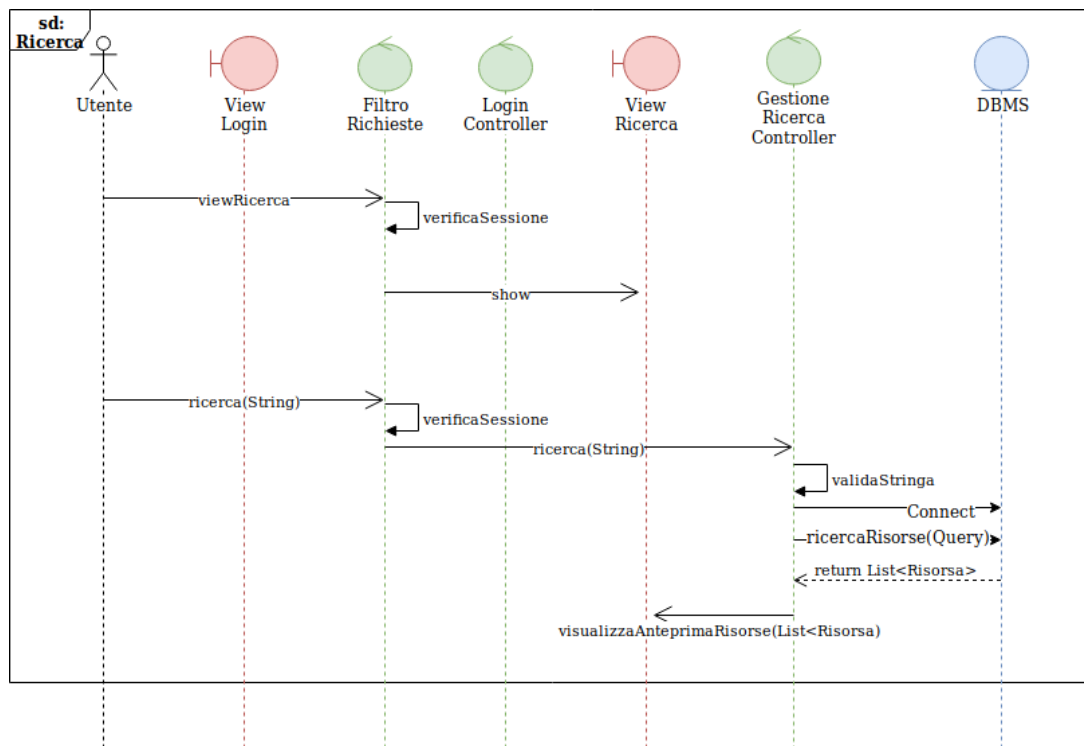 sd:
Ricerca
Utente
View
Login
Filtro
Richieste
Login
Controller
View
Ricerca
Gestione
Ricerca
Controller
DBMS
viewRicerca
verificaSessione
show
ricerca(String)
verificaSessione
ricerca(String)
validaStringa
Connect
ricercaRisorse(Query)
return List<Risorsa>
visualizzaAnteprimaRisorse(List<Risorsa)